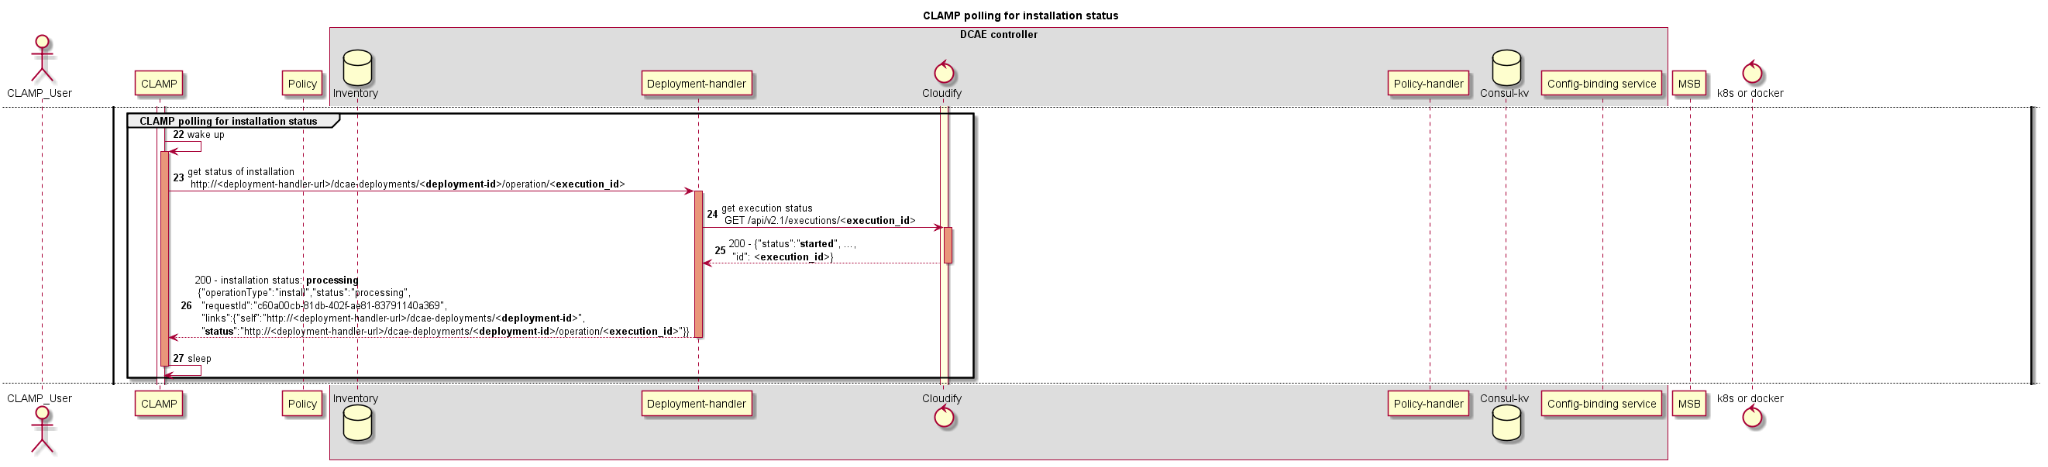 CLAMP polling for installation status
DCAE controller
CLAMP_User
CLAMP
Policy
Inventory
Deployment-handler
Cloudify
Policy-handler
Consul-kv
Config-binding service
MSB
k8s or docker
CLAMP polling for installation status
22 wake up
23 get status of installation
http://<deployment-handler-url>/dcae-deployments/<deployment-id>/operation/<execution_id>
24 get execution status
GET /api/v2.1/executions/<execution_id>
25 200 - {"status":"started", ...,
"id": <execution_id>}
26 200 - installation status: processing
{"operationType":"install","status":"processing",
"requestId":"c60a00cb-81db-402f-ae81-83791140a369",
"links":{"self":"http://<deployment-handler-url>/dcae-deployments/<deployment-id>",
"status":"http://<deployment-handler-url>/dcae-deployments/<deployment-id>/operation/<execution_id>"}}
27 sleep
CLAMP_User
CLAMP
Policy
Inventory
Deployment-handler
Cloudify
Policy-handler
Consul-kv
Config-binding service
MSB
k8s or docker